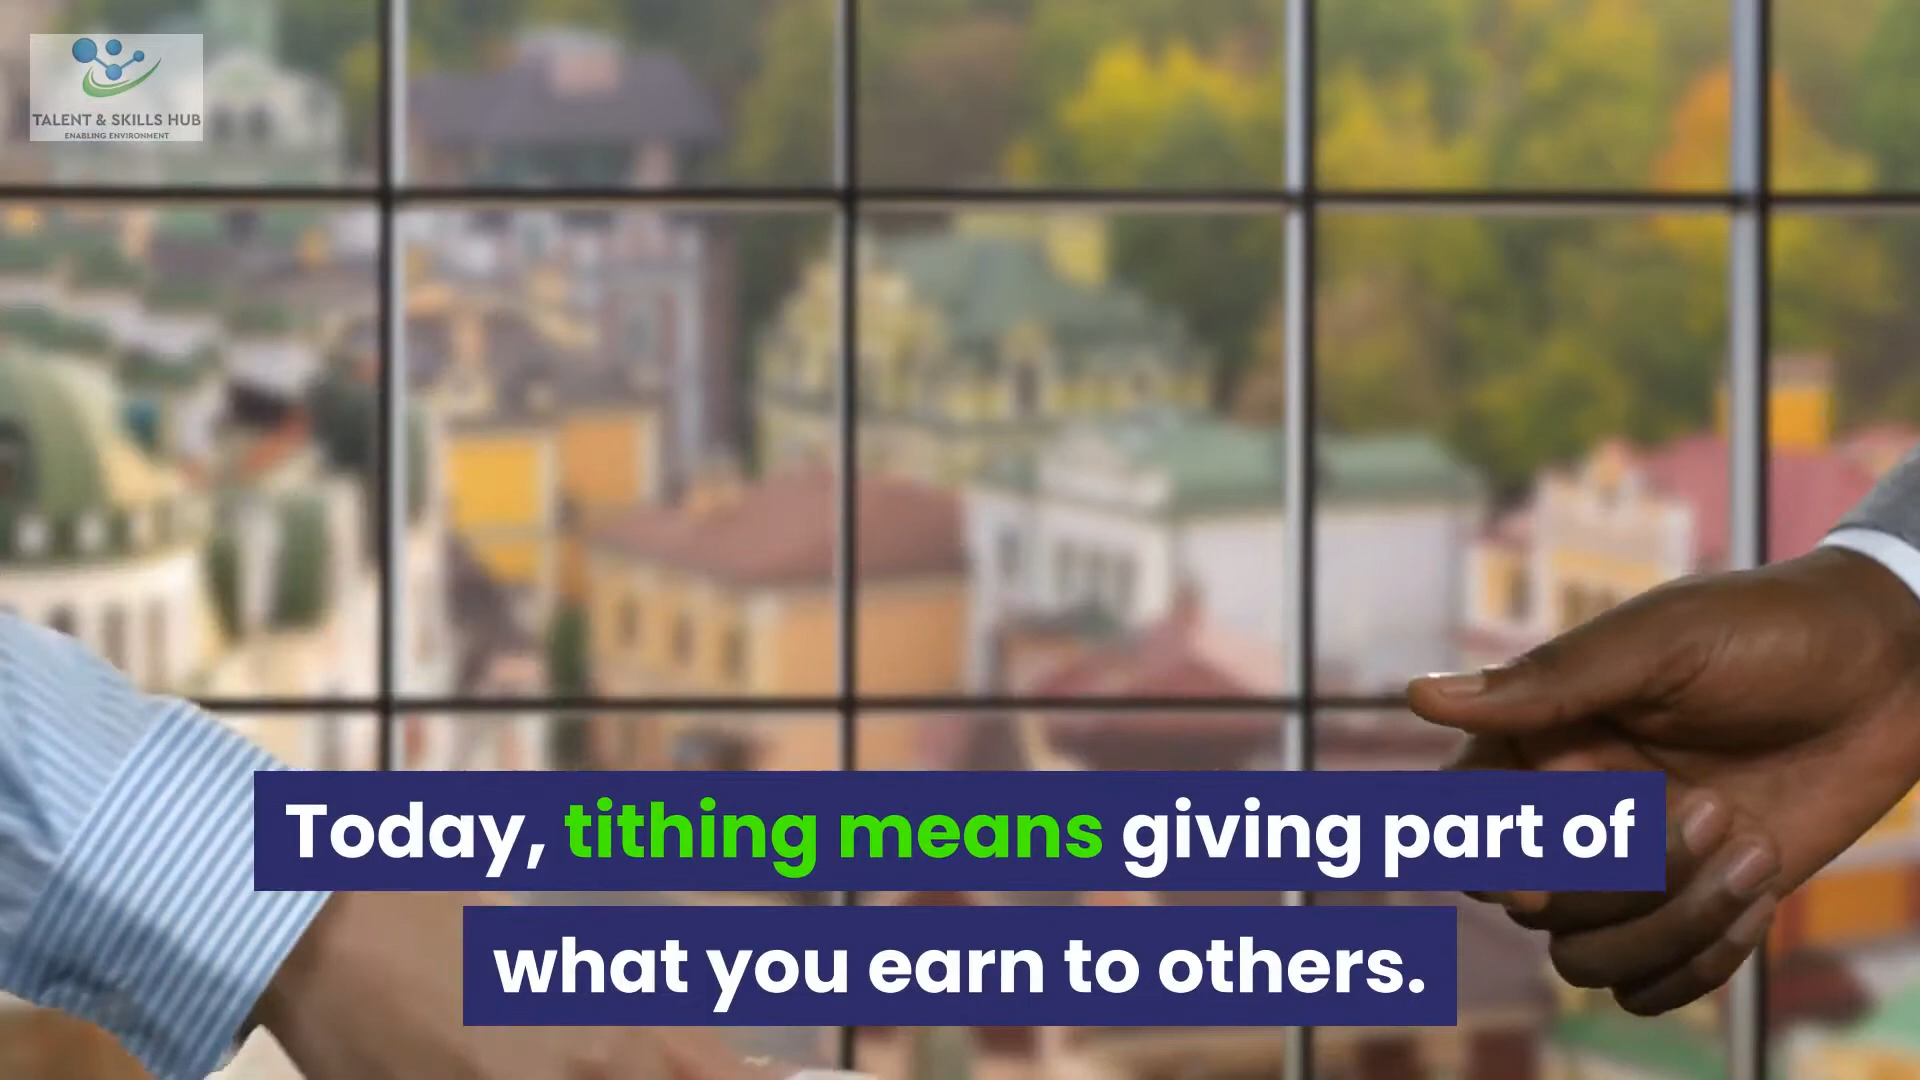 TALENT & SKILLS HUB
ENABLING ENVIRONMENT
Today, tithing means giving part of
what you earn to others.